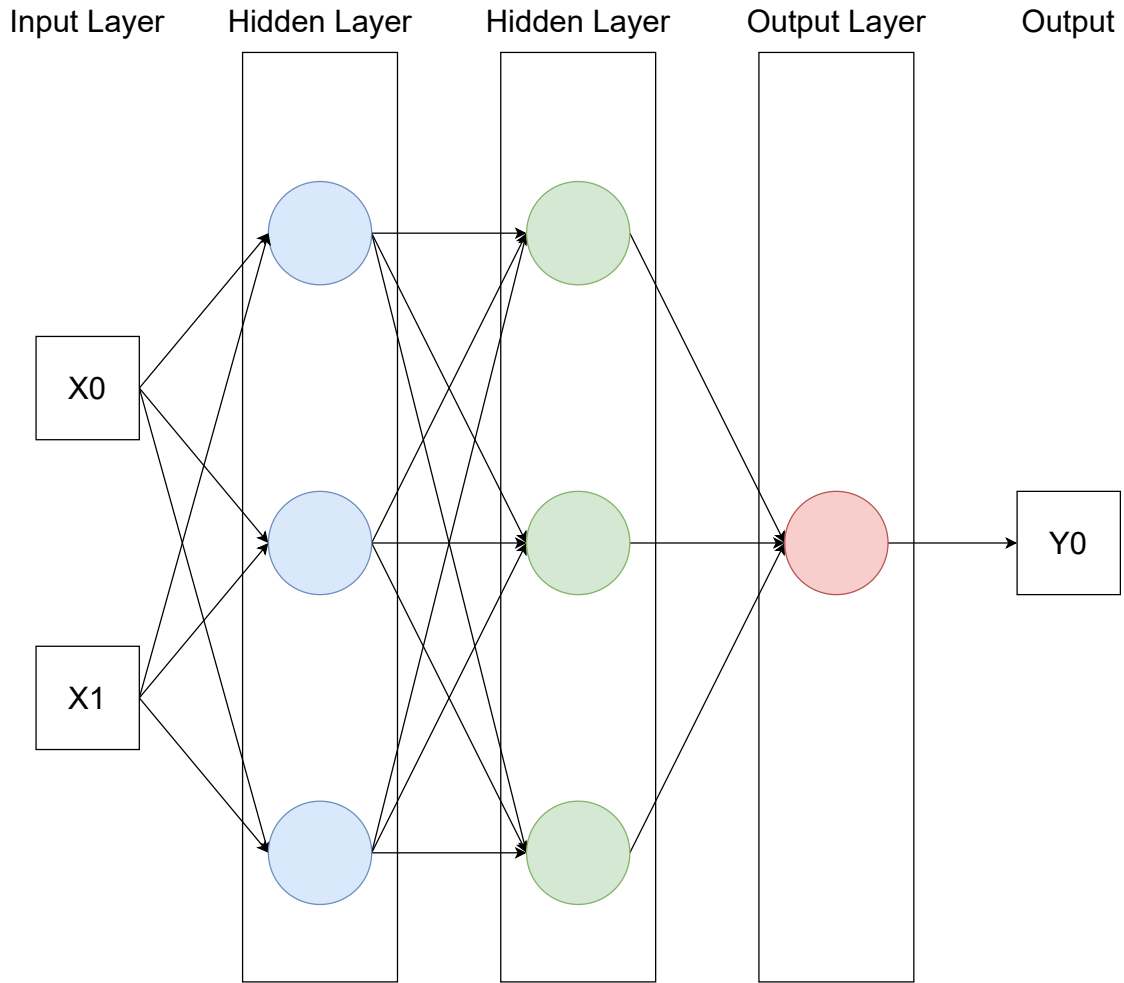 Input Layer
Hidden Layer
Hidden Layer
Output Layer
Output
X0
X1
Y0